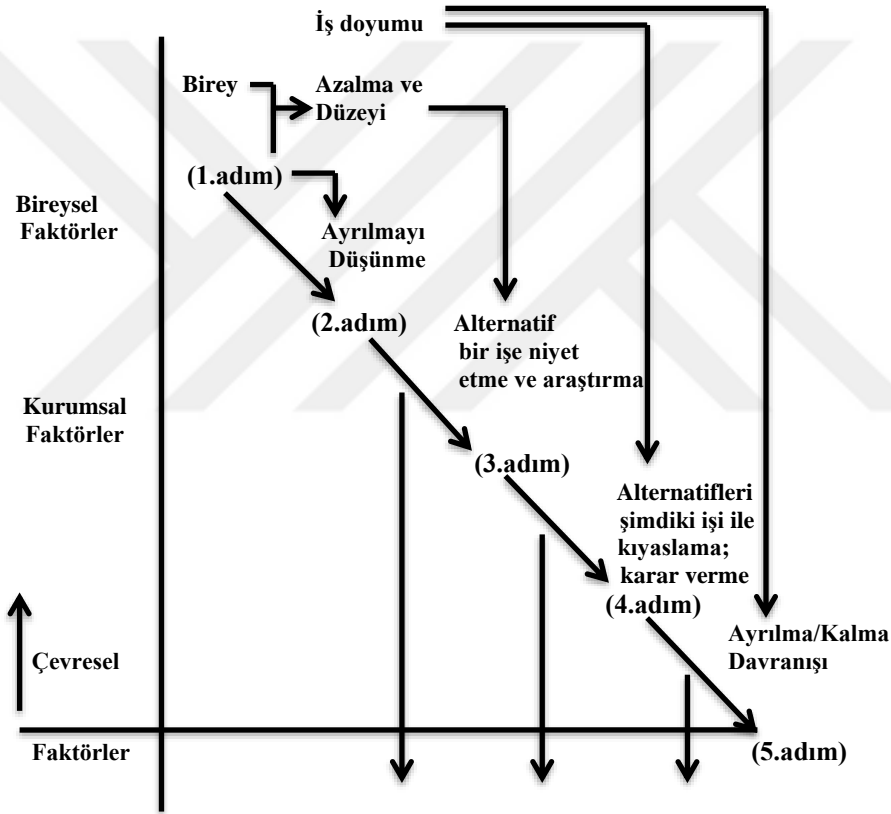 İş doyumu
Birey
Azalma ve
Düzeyi
(1.adım)
Bireysel
Faktörler
Ayrılmayı
Düşünme
(2.adım)
Alternatif
bir işe niyet
etme ve araştırma
Kurumsal
Faktörler
(3.adım)
Alternatifleri
şimdiki işi ile
kıyaslama;
karar verme
(4.adım)
Ayrılma/Kalma
Davranışı
Çevresel
Faktörler
(5.adım)